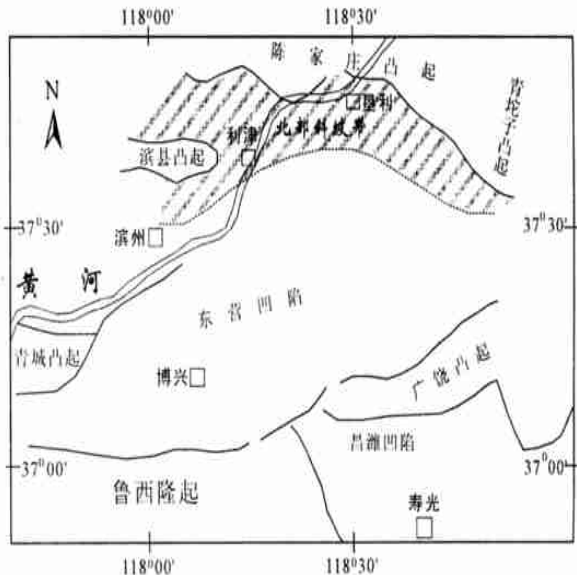 118°00'
118°30'
陈家庄凸起
N
青坨子凸起
垦利
北部斜坡带
利津
滨县凸起
37°30'
滨州
37°30'
黄河
东营凹陷
青城凸起
博兴
广饶凸起
昌潍凹陷
37°00'
37°00'
鲁西隆起
寿光
118°00'
118°30'